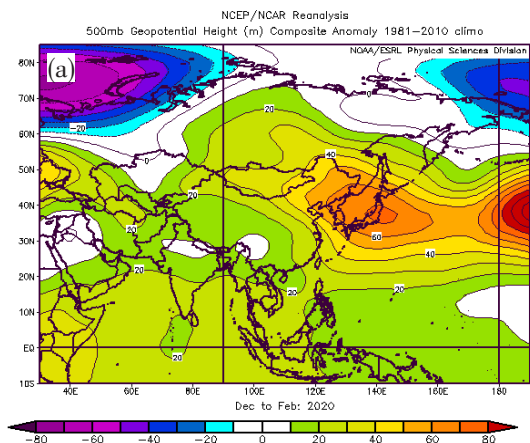 NCEP/NCAR Reanalysis
500mb Geopotential Height (m) Composite Anomaly 1981-2010 climo
NOAA/ESRL Physical Sciences Division
(a)
80N
70N
60N
50N
40N
30N
20N
10N
EQ
10S
40E 60E 80E 100E 120E 140E 160E 180
-20
0
20
0
40
20
20
60
40
20
20
20
20
20
Dec to Feb: 2020
-80 -60 -40 -20 0 20 40 60 80